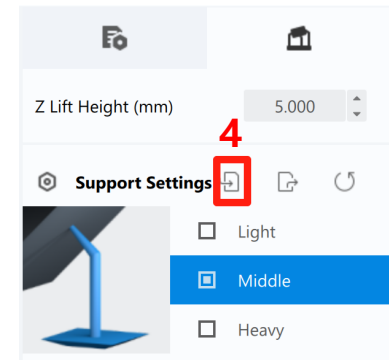 Z Lift Height (mm) 5.000
4
Support Settings
Light
Middle
Heavy